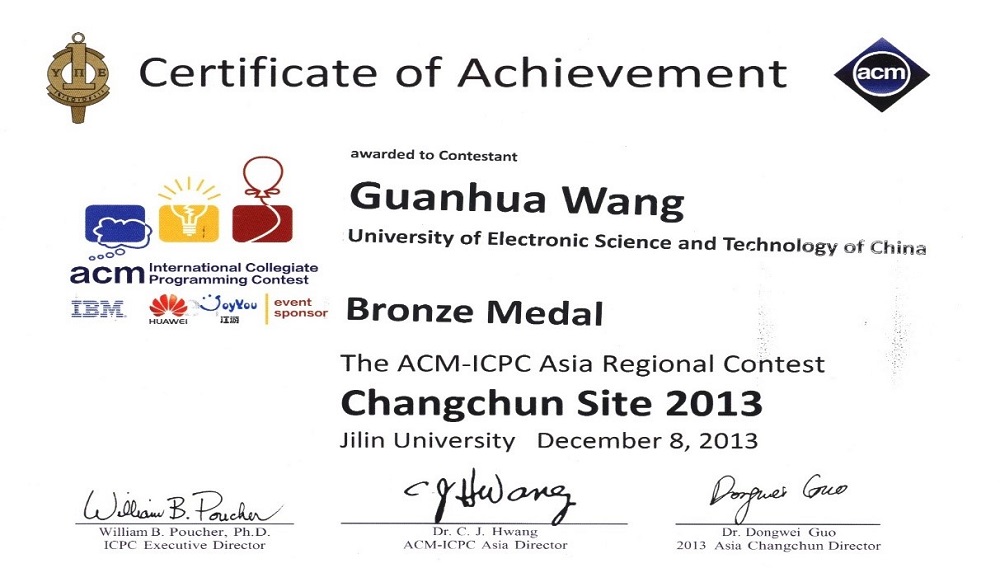 Υ Π Ε
Certificate of Achievement
acm
awarded to Contestant
Guanhua Wang
University of Electronic Science and Technology of China
acm International Collegiate
Programming Contest
IBM
HUAWEI
JoyYou
event
sponsor
Bronze Medal
The ACM-ICPC Asia Regional Contest
Changchun Site 2013
Jilin University December 8, 2013
William B. Poucher
C J Hwang
Dongwei Guo
William B. Poucher, Ph.D.
ICPC Executive Director
Dr. C. J. Hwang
ACM-ICPC Asia Director
Dr. Dongwei Guo
2013 Asia Changchun Director